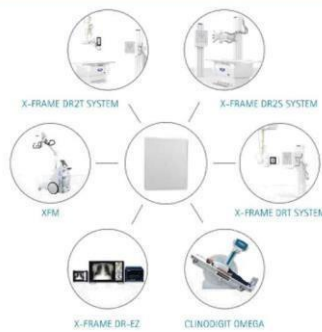 X-FRAME DR2T SYSTEM
X-FRAME DR2S SYSTEM
XFM
X-FRAME DRT SYSTEM
X-FRAME DR-EZ
CLINODIGIT OMEGA